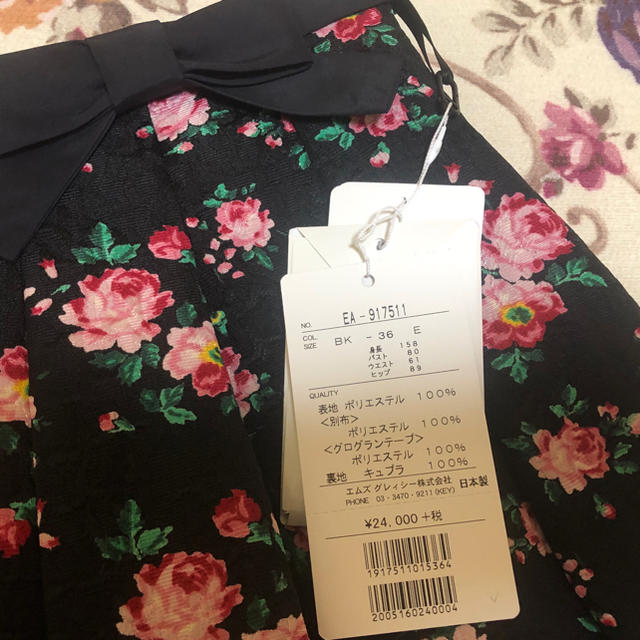 NO. EA-917511
COL. SIZE BK -36 E
身長 158
バスト 80
ウエスト 61
ヒップ 89
QUALITY
表地 ポリエステル 100%
<別布>
ポリエステル 100%
<グログランテープ>
ポリエステル 100%
裏地 キュプラ 100%
エムズ グレイシー株式会社
PHONE 03-3470-9211(KEY) 日本製
¥24,000 +税
1917511015364
2005160240004